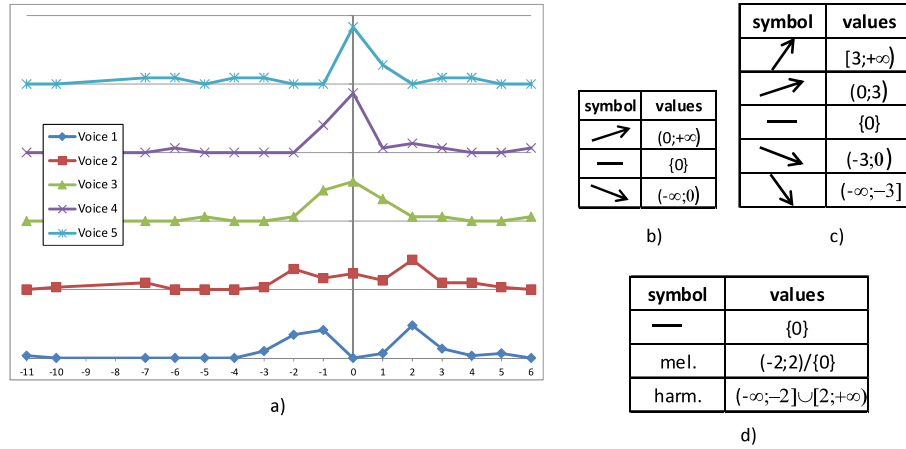 Voice 1
Voice 2
Voice 3
Voice 4
Voice 5
-11 -10 -7 -6 -5 -4 -3 -2 -1 0 1 2 3 4 5 6
a)
symbol values
(0;+∞)
{0}
(-∞;0)
b)
symbol values
[3;+∞)
(0;3)
{0}
(-3;0)
(-∞;–3]
c)
symbol values
{0}
mel. (-2;2)/{0}
harm. (-∞;–2]∪[2;+∞)
d)